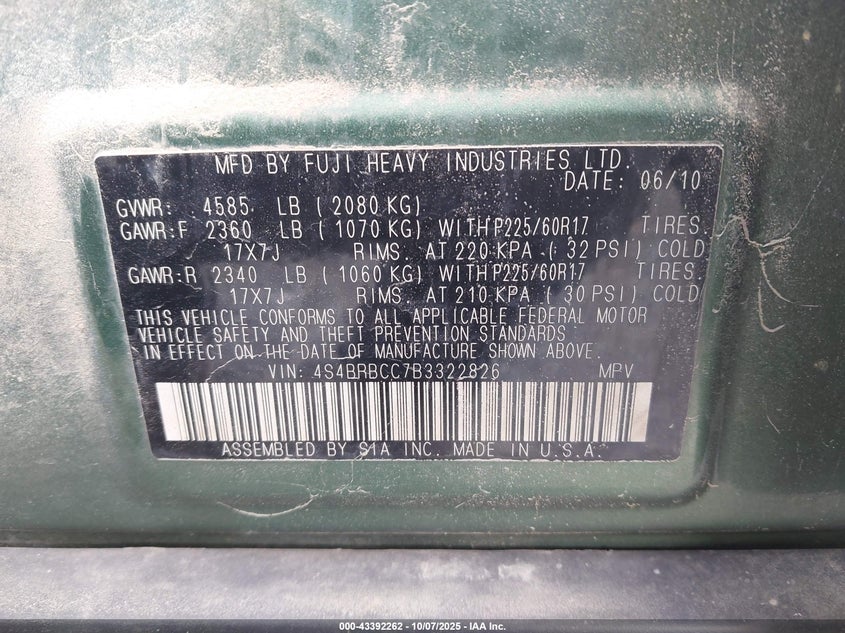 MFD BY FUJI HEAVY INDUSTRIES LTD.
DATE: 06/10
GVWR: 4585 LB ( 2080 KG)
GAWR:F 2360 LB ( 1070 KG) WITH P225/60R17 TIRES
17X7J RIMS. AT 220 KPA ( 32 PSI) COLD
GAWR:R 2340 LB ( 1060 KG) WITH P225/60R17 TIRES.
17X7J RIMS. AT 210 KPA ( 30 PSI) COLD
THIS VEHICLE CONFORMS TO ALL APPLICABLE FEDERAL MOTOR
VEHICLE SAFETY AND THEFT PREVENTION STANDARDS
IN EFFECT ON THE DATE OF MANUFACTURE SHOWN ABOVE.
VIN: 4S4BRBCC7B3322826 MPV
ASSEMBLED BY SIA INC. MADE IN U.S.A.
000-43392262 - 10/07/2025 - IAA Inc.